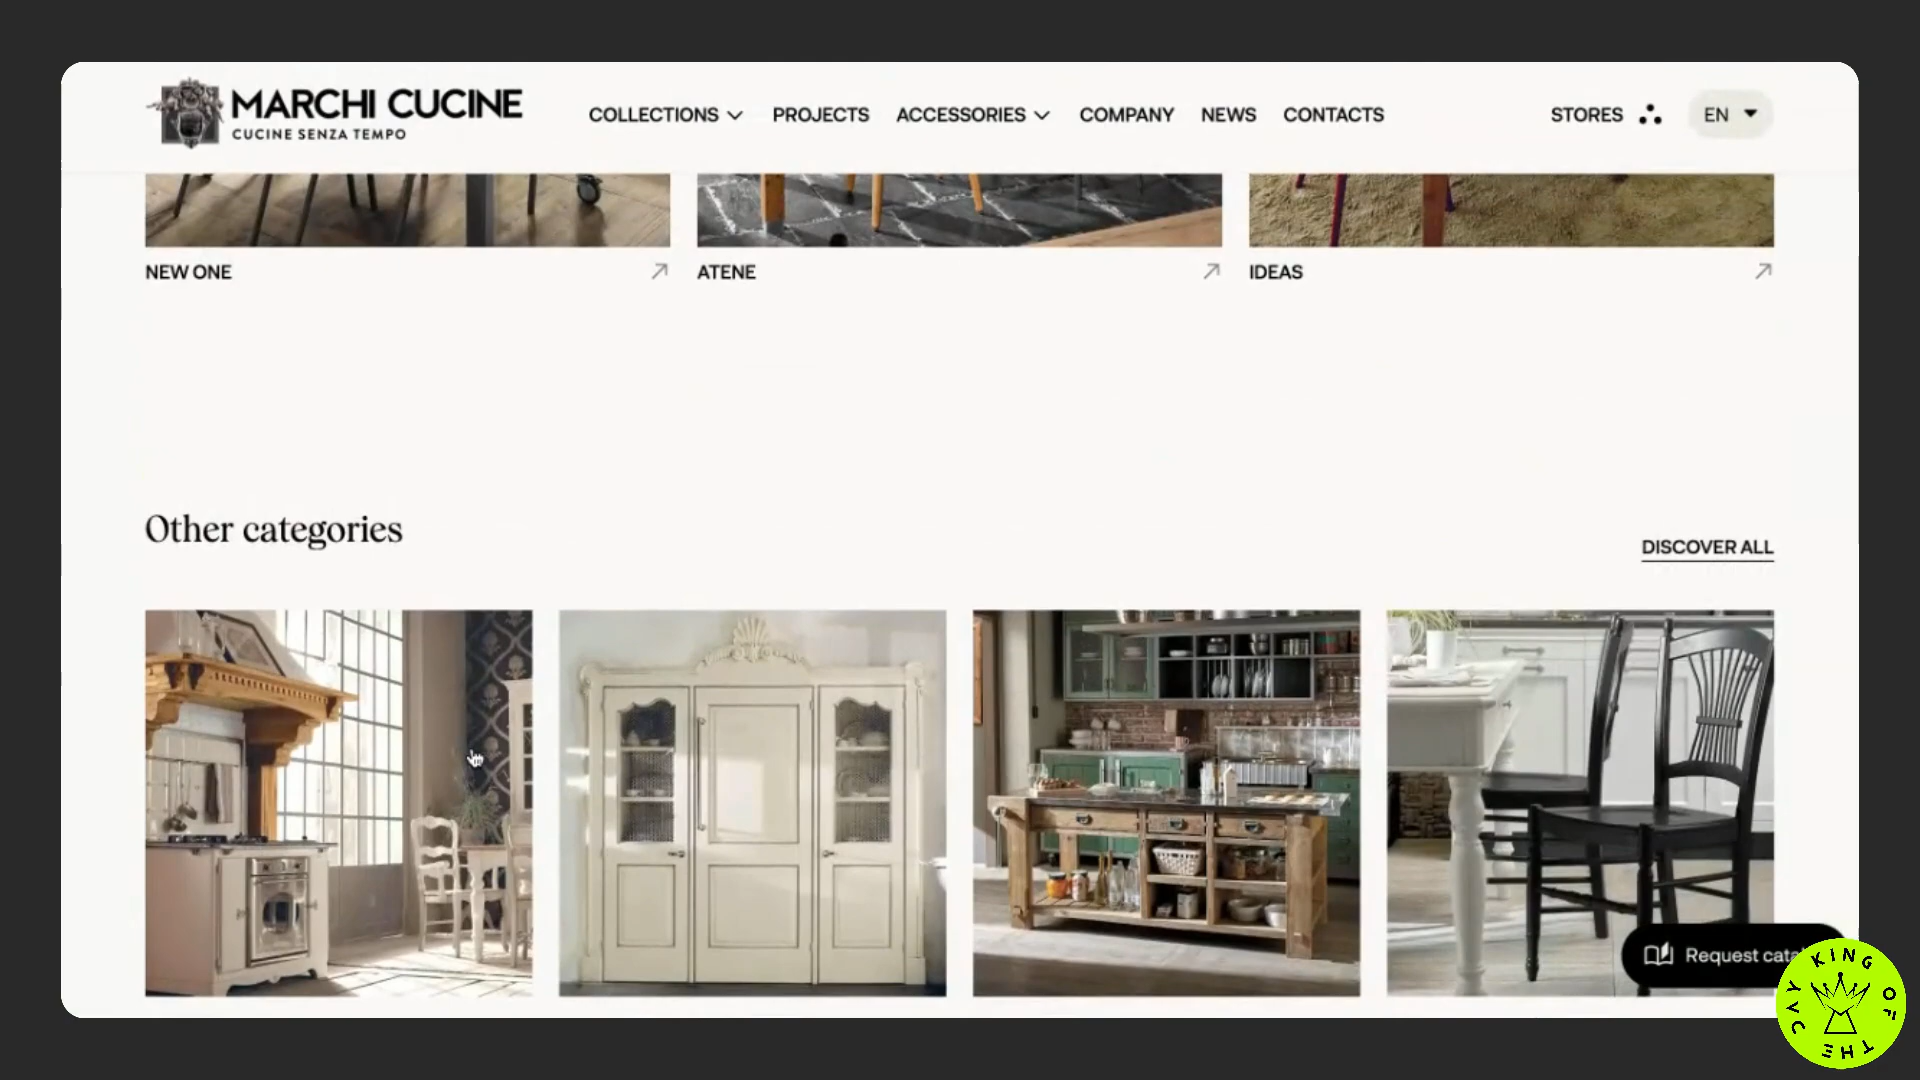 MARCHI CUCINE
CUCINE SENZA TEMPO
COLLECTIONS PROJECTS ACCESSORIES COMPANY NEWS CONTACTS
STORES EN
NEW ONE
ATENE
IDEAS
Other categories
DISCOVER ALL
Request
KING OF THE DAY